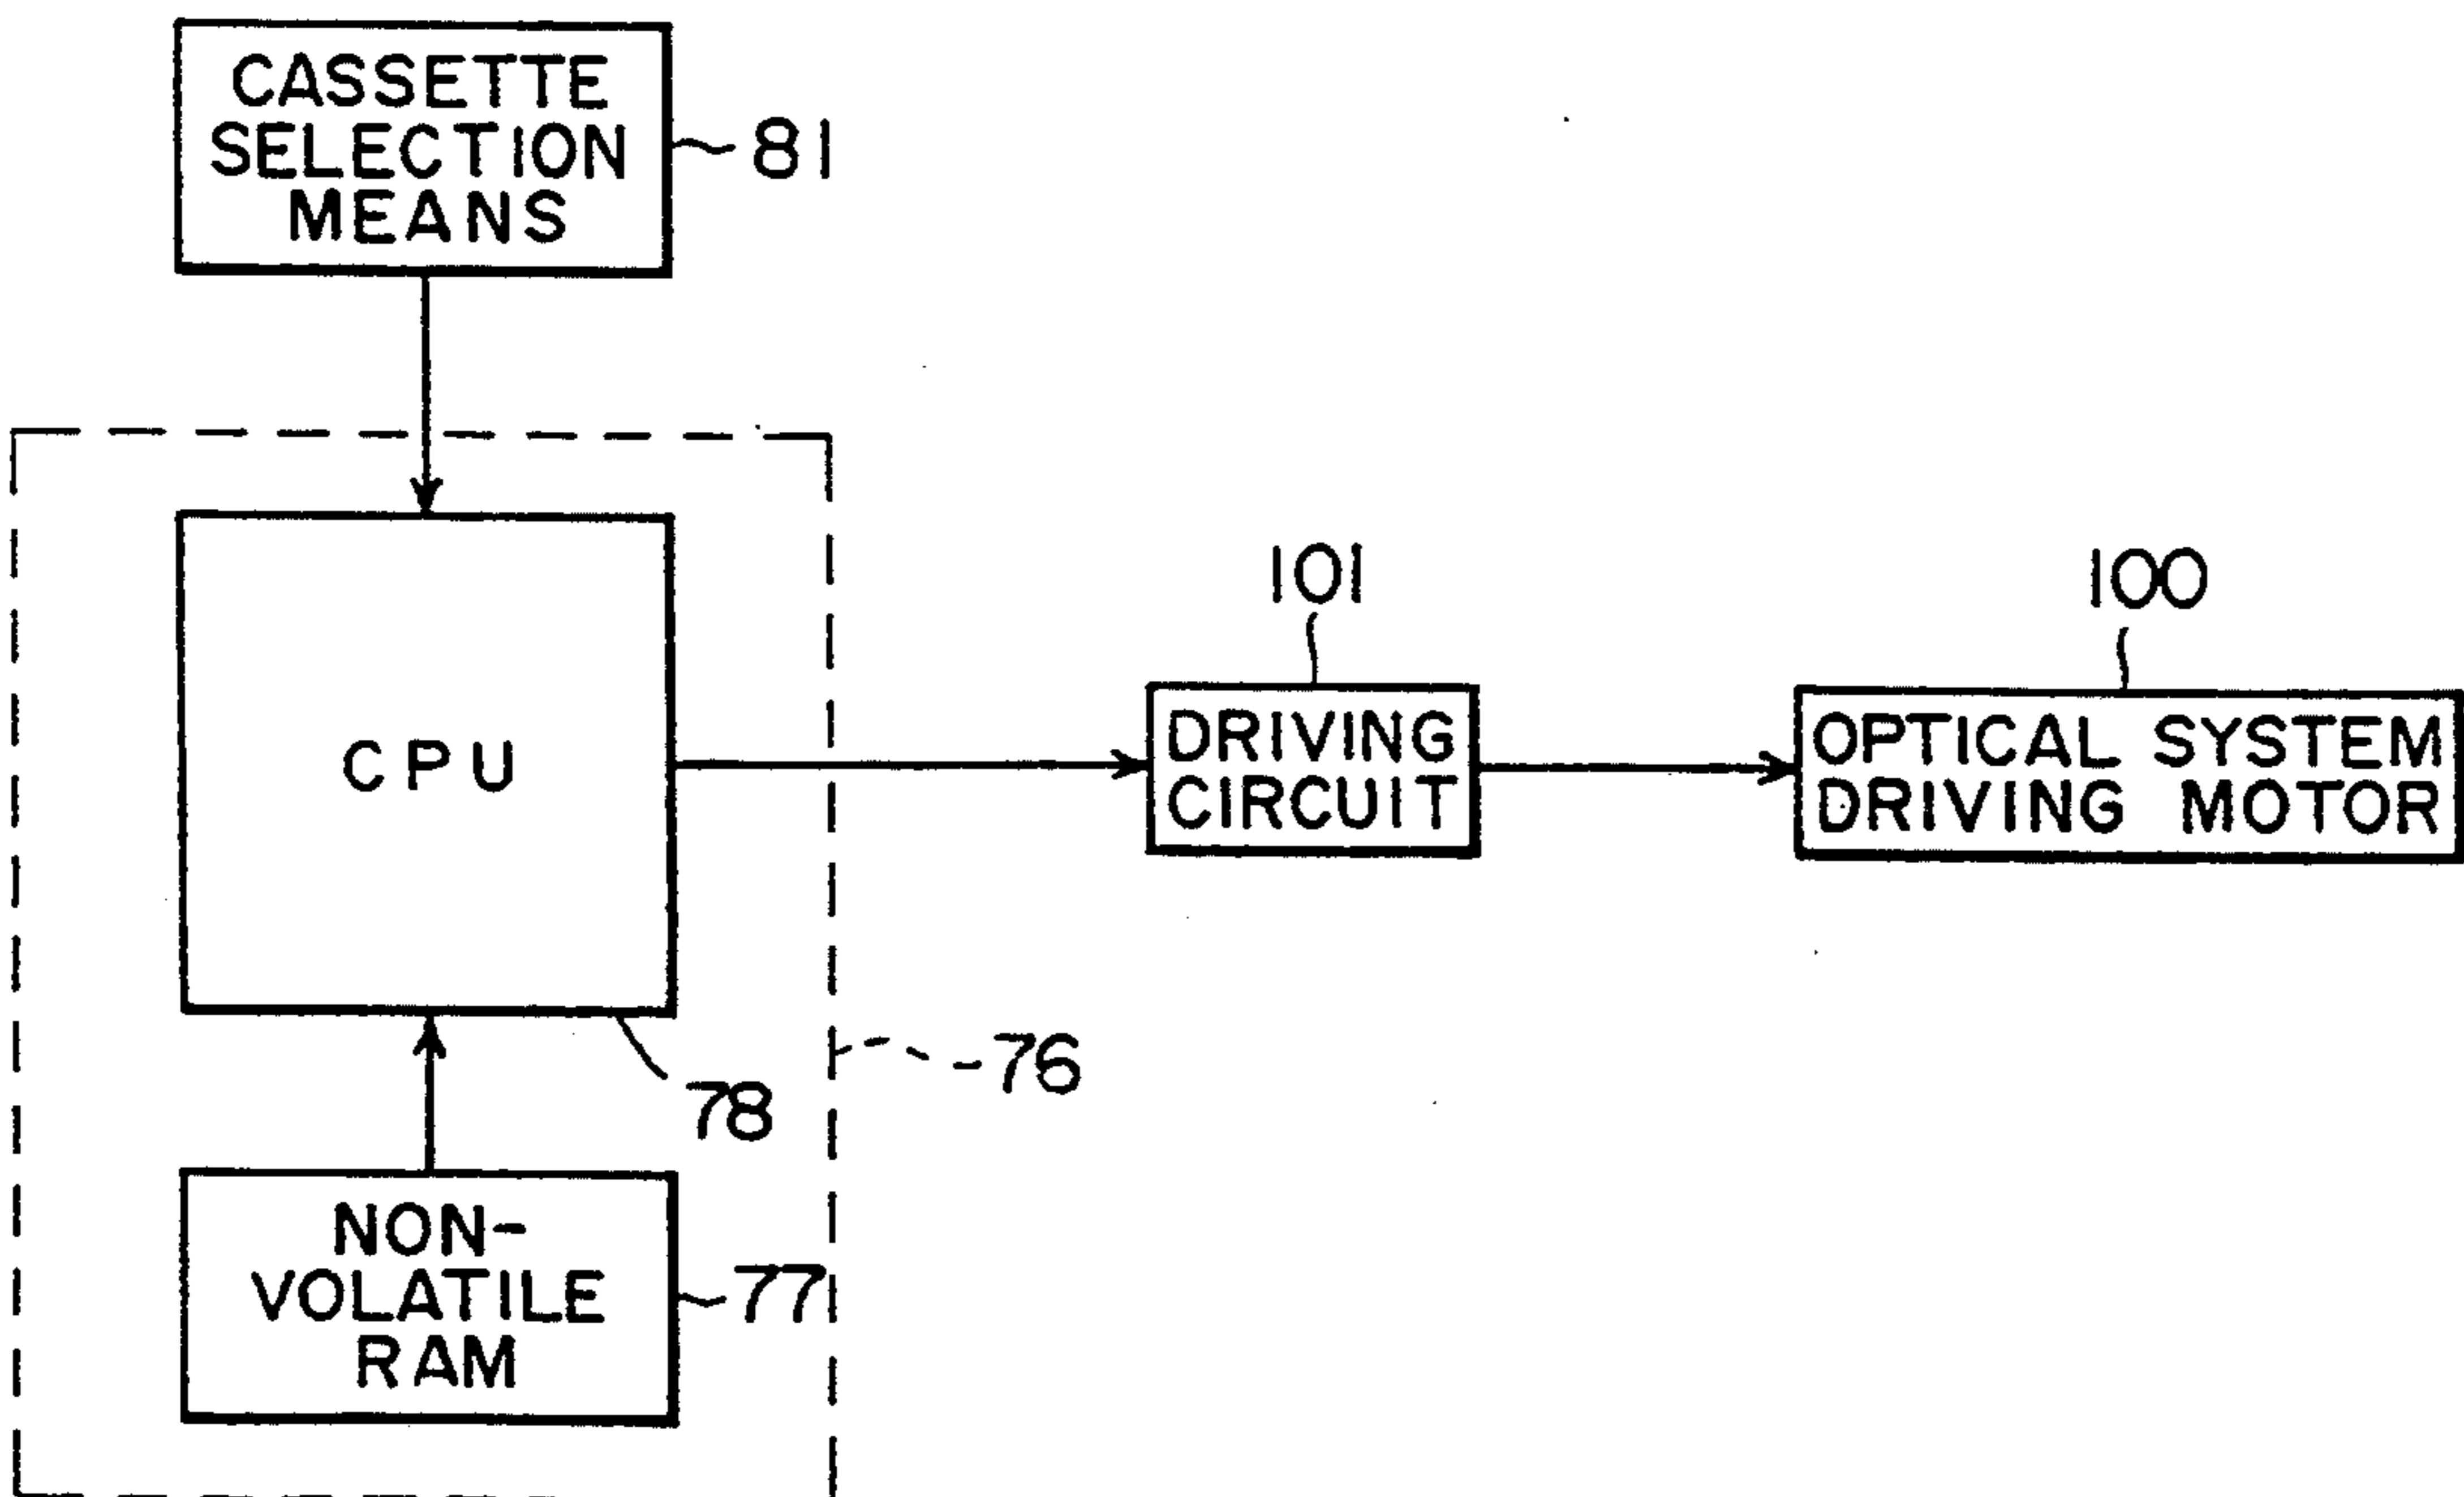 CASSETTE
SELECTION
MEANS
81
CPU
78
76
101
DRIVING
CIRCUIT
100
OPTICAL SYSTEM
DRIVING MOTOR
NON-
VOLATILE
RAM
77